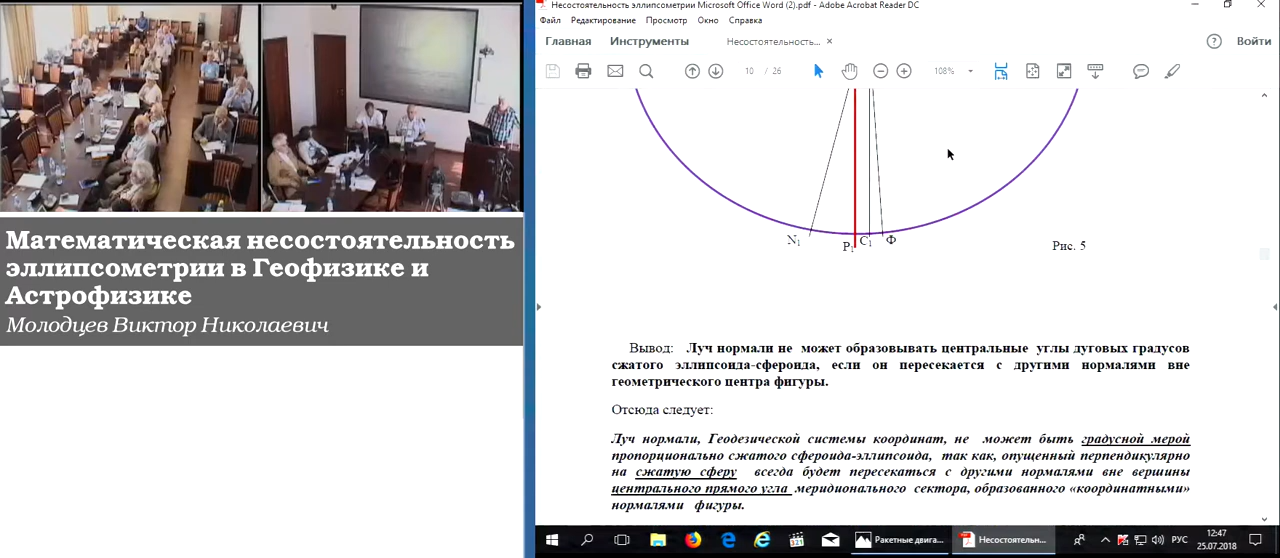 Математическая несостоятельность
эллипсометрии в Геофизике и
Астрофизике
Молодцев Виктор Николаевич
Несостоятельность эллипсометрии Microsoft Office Word (2).pdf - Adobe Acrobat Reader DC
Файл Редактирование Просмотр Окно Справка
Главная Инструменты Несостоятельность... ×
? Войти
10 / 26 108%
N1 P1 C1 Ф
Рис. 5
Вывод: Луч нормали не может образовывать центральные углы дуговых градусов
сжатого эллипсоида-сфероида, если он пересекается с другими нормалями вне
геометрического центра фигуры.
Отсюда следует:
Луч нормали, Геодезической системы координат, не может быть градусной мерой
пропорционально сжатого сфероида-эллипсоида, так как, опущенный перпендикулярно
на сжатую сферу всегда будет пересекаться с другими нормалями вне вершины
центрального прямого угла меридионального сектора, образованного «координатными»
нормалями фигуры.
321 Ракетные двига... Несостоятельн... РУС 12:47
25.07.2018